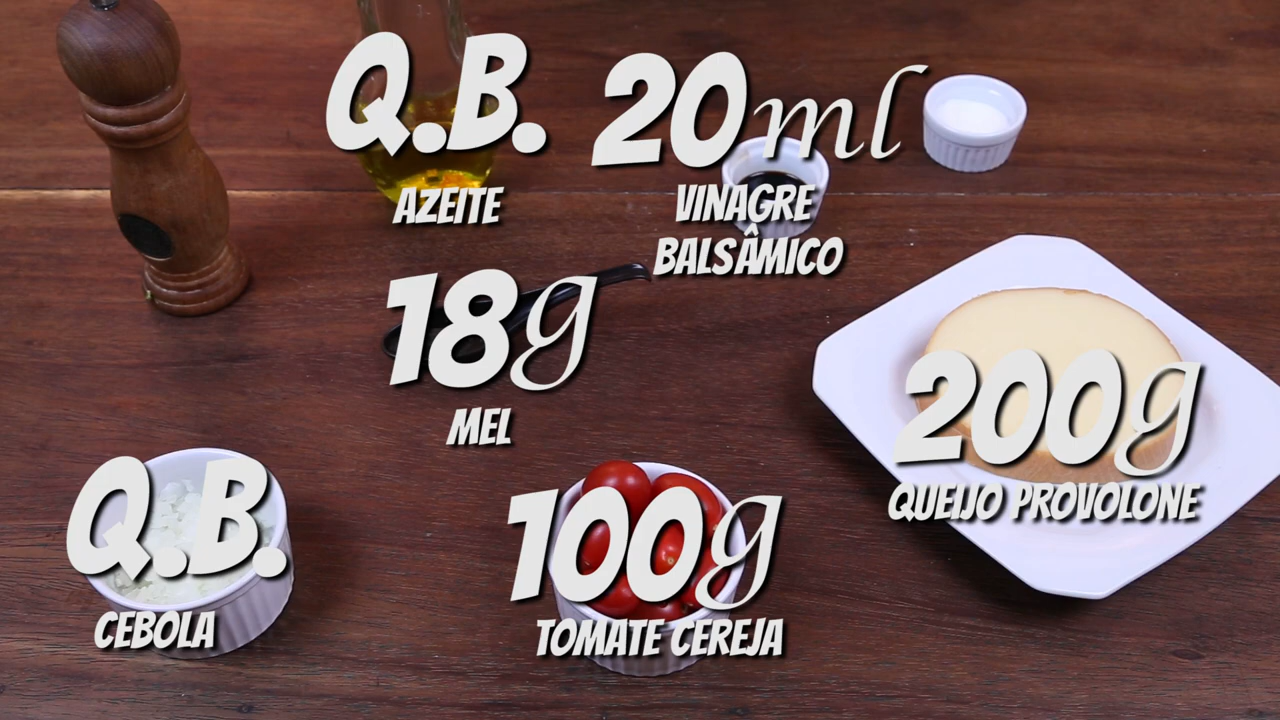 Q.B.
AZEITE
20ml
VINAGRE
BALSÂMICO
18g
MEL
200g
QUEIJO PROVOLONE
Q.B.
CEBOLA
100g
TOMATE CEREJA